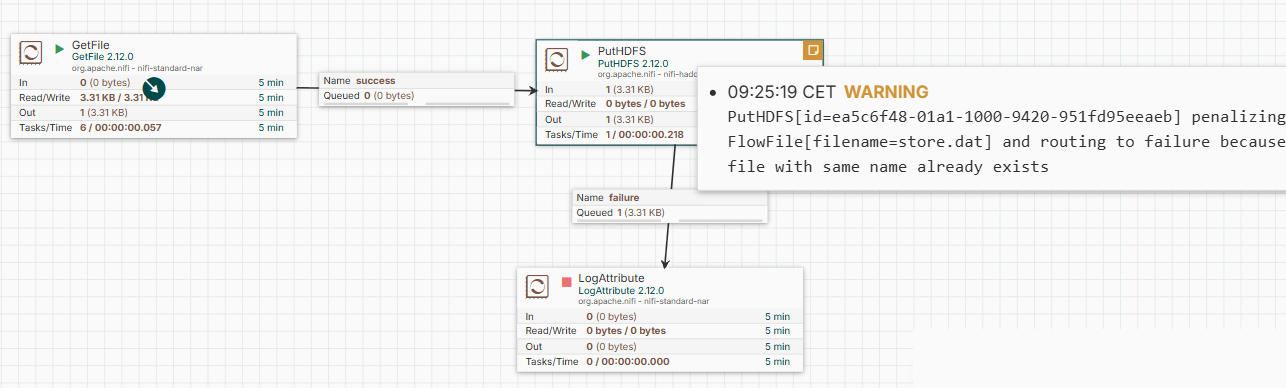 GetFile
GetFile 2.12.0
org.apache.nifi - nifi-standard-nar
In 0 (0 bytes) 5 min
Read/Write 3.31 KB / 3.31 5 min
Out 1 (3.31 KB) 5 min
Tasks/Time 6 / 00:00:00.057 5 min
Name success
Queued 0 (0 bytes)
PutHDFS
PutHDFS 2.12.0
org.apache.nifi - nifi-hado
In 1 (3.31 KB)
Read/Write 0 bytes / 0 bytes
Out 1 (3.31 KB)
Tasks/Time 1 / 00:00:00.218
09:25:19 CET WARNING
PutHDFS[id=ea5c6f48-01a1-1000-9420-951fd95eeaeb] penalizing
FlowFile[filename=store.dat] and routing to failure because
file with same name already exists
Name failure
Queued 1 (3.31 KB)
LogAttribute
LogAttribute 2.12.0
org.apache.nifi - nifi-standard-nar
In 0 (0 bytes) 5 min
Read/Write 0 bytes / 0 bytes 5 min
Out 0 (0 bytes) 5 min
Tasks/Time 0 / 00:00:00.000 5 min